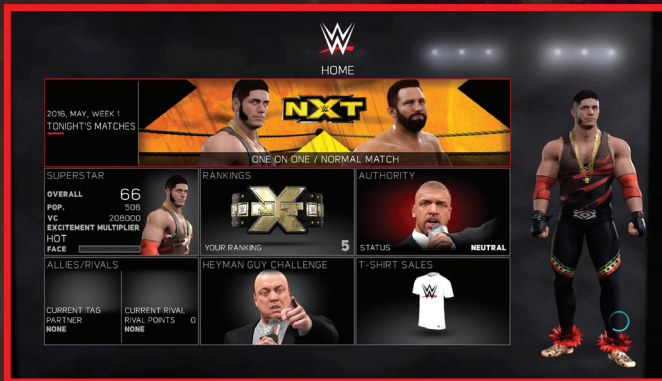 W
HOME
2016, MAY, WEEK 1
TONIGHT'S MATCHES
NXT
ONE ON ONE / NORMAL MATCH
SUPERSTAR
OVERALL 66
POP. 506
VC 208000
EXCITEMENT MULTIPLIER
HOT
FACE
RANKINGS
NXT
YOUR RANKING 5
AUTHORITY
STATUS NEUTRAL
ALLIES/RIVALS
CURRENT TAG
PARTNER
NONE
CURRENT RIVAL
RIVAL POINTS 0
NONE
HEYMAN GUY CHALLENGE
T-SHIRT SALES
W